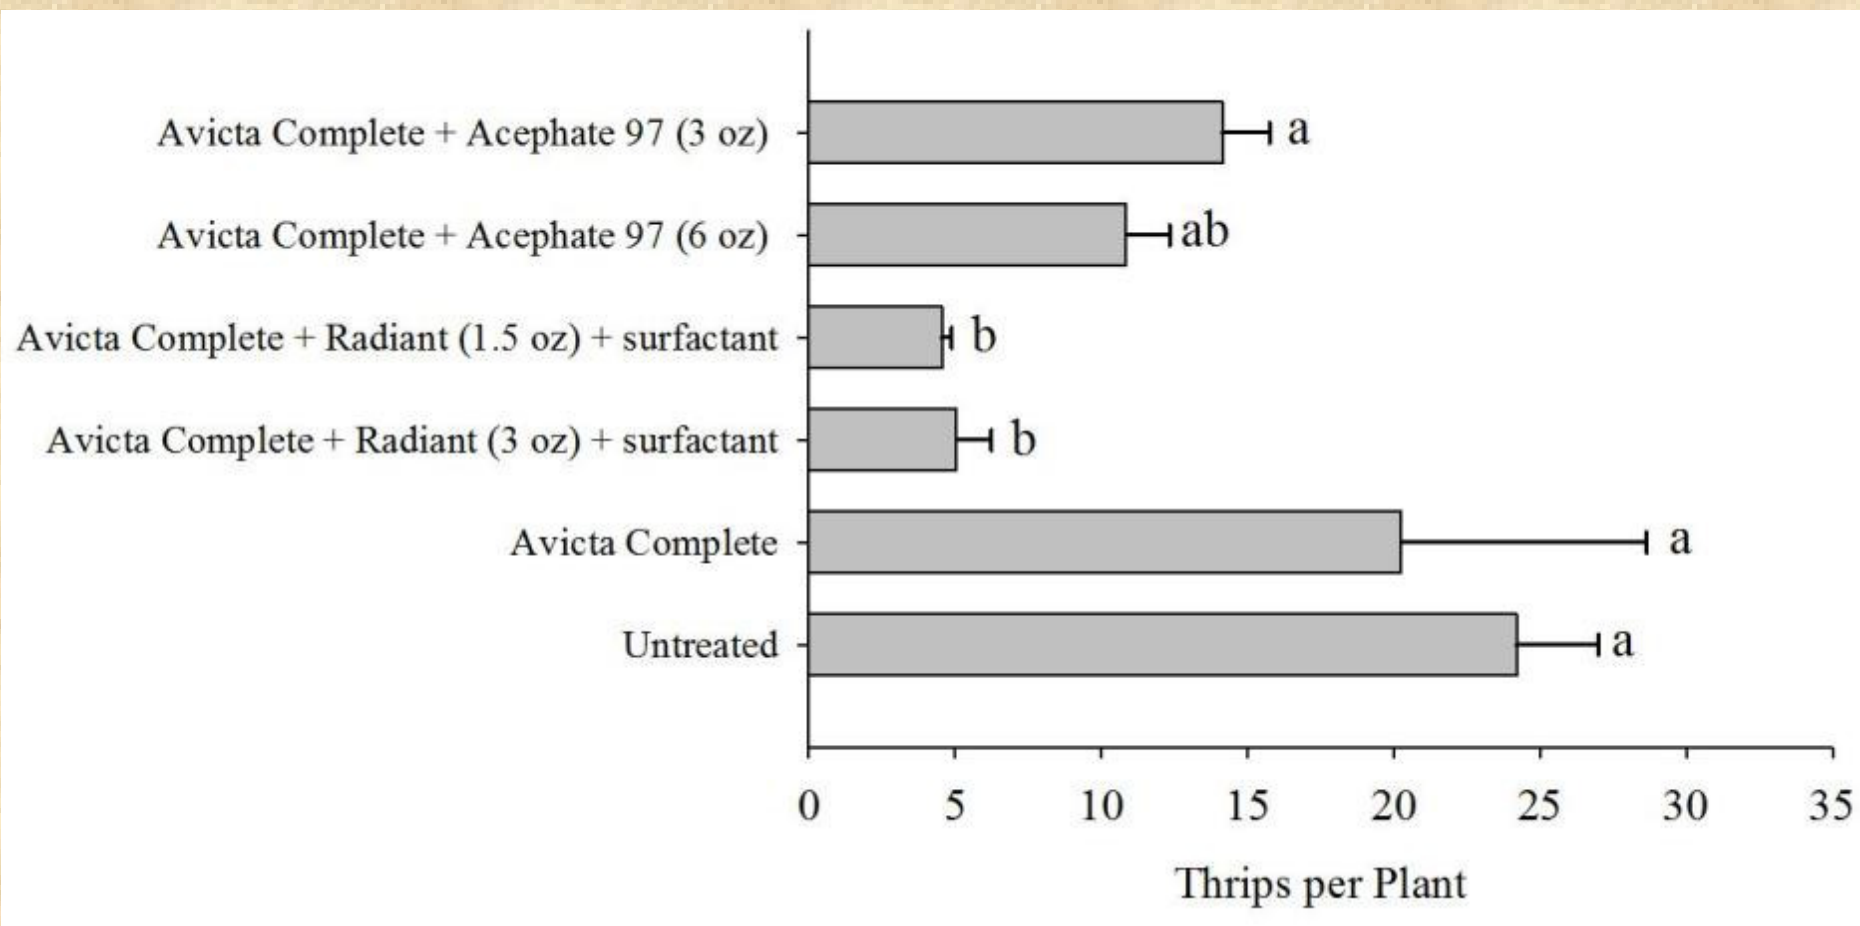 Avicta Complete + Acephate 97 (3 oz)
a
Avicta Complete + Acephate 97 (6 oz)
ab
Avicta Complete + Radiant (1.5 oz) + surfactant
b
Avicta Complete + Radiant (3 oz) + surfactant
b
Avicta Complete
a
Untreated
a
0 5 10 15 20 25 30 35
Thrips per Plant